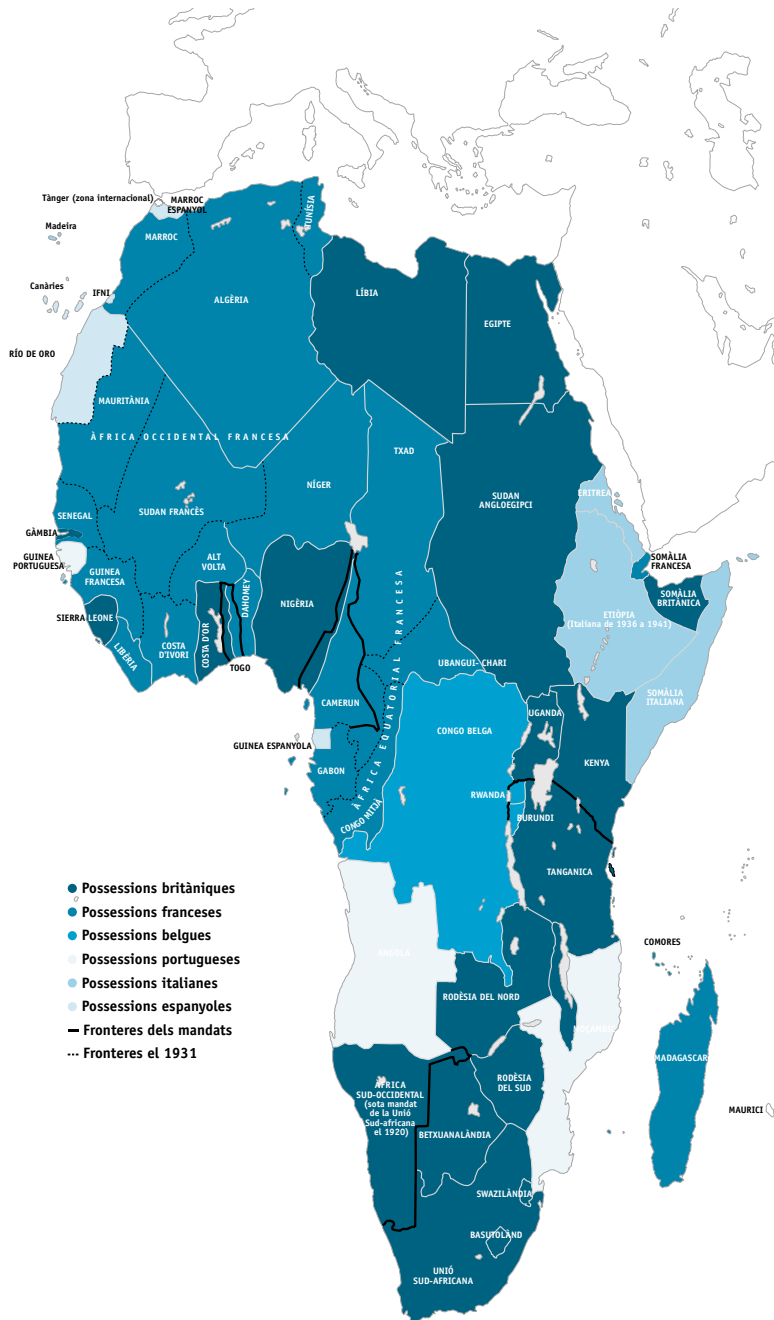 Tànger (zona internacional)
MARROC
ESPANYOL
Madeira
MARROC
TUNÍSIA
Canàries
IFNI
ALGÈRIA
LÍBIA
EGIPTE
RÍO DE ORO
MAURITÀNIA
ÀFRICA OCCIDENTAL FRANCESA
TXAD
NÍGER
SUDAN FRANCÈS
SUDAN
ANGLOEGIPCI
ERITREA
SENEGAL
GÀMBIA
GUINEA
PORTUGUESA
GUINEA
FRANCESA
ALT
VOLTA
DAHOMEY
NIGÈRIA
SOMÀLIA
FRANCESA
SOMÀLIA
BRITÀNICA
ETIÒPIA
(Italiana de 1936 a 1941)
SIERRA LEONE
LIBÈRIA
COSTA
D'IVORI
COSTA D'OR
TOGO
UBANGUI- CHARI
ÀFRICA EQUATORIAL FRANCESA
SOMÀLIA
ITALIANA
CAMERUN
CONGO BELGA
UGANDA
GUINEA ESPANYOLA
KENYA
GABON
RWANDA
BURUNDI
CONGO MITJÀ
TANGANICA
Possessions britàniques
Possessions franceses
Possessions belgues
Possessions portugueses
Possessions italianes
Possessions espanyoles
Fronteres dels mandats
Fronteres el 1931
ANGOLA
COMORES
RODÈSIA DEL NORD
MOÇAMBIC
MADAGASCAR
MAURICI
RODÈSIA
DEL SUD
ÀFRICA
SUD-OCCIDENTAL
(sota mandat
de la Unió
Sud-africana
el 1920)
BETXUANALÀNDIA
SWAZILÀNDIA
BASUTOLÀND
UNIÓ
SUD-AFRICANA